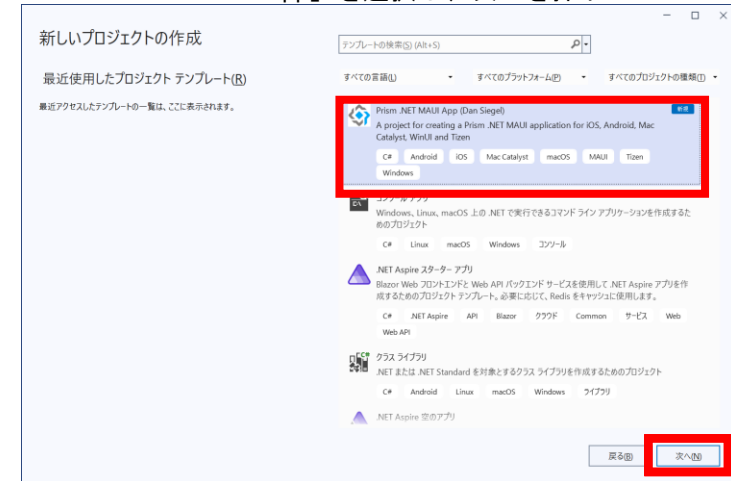 新しいプロジェクトの作成
テンプレートの検索(S) (Alt+S)
最近使用したプロジェクト テンプレート(R)
すべての言語(L) すべてのプラットフォーム(P) すべてのプロジェクトの種類(T)
最近アクセスしたテンプレートの一覧は、ここに表示されます。
Prism .NET MAUI App (Dan Siegel) 新規
A project for creating a Prism .NET MAUI application for iOS, Android, Mac
Catalyst, WinUI and Tizen
C# Android iOS Mac Catalyst macOS MAUI Tizen
Windows
Windows、Linux、macOS 上の .NET で実行できるコマンド ライン アプリケーションを作成するた
めのプロジェクト
C# Linux macOS Windows コンソール
.NET Aspire スターター アプリ
Blazor Web フロントエンドと Web API バックエンド サービスを使用して .NET Aspire アプリを作
成するためのプロジェクト テンプレート。必要に応じて、Redis をキャッシュに使用します。
C# .NET Aspire API Blazor クラウド Common サービス Web
Web API
クラス ライブラリ
.NET または .NET Standard を対象とするクラス ライブラリを作成するためのプロジェクト
C# Android Linux macOS Windows ライブラリ
.NET Aspire 空のアプリ
戻る(B) 次へ(N)